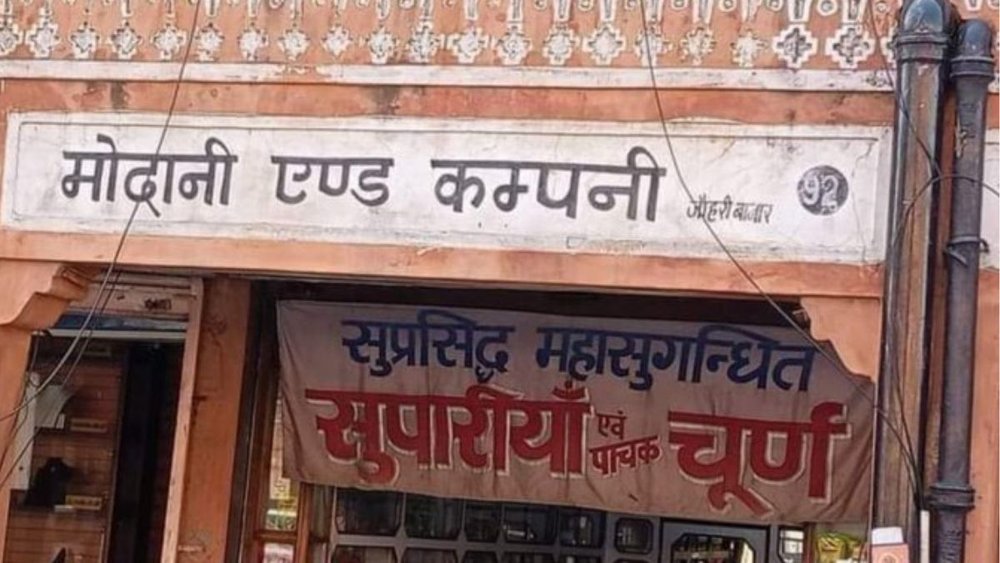 मोढानी एण्ड कम्पनी जौहरी बाजार 92
सुप्रसिद्ध महासुगन्धित
सुपारीयाँ एवं पाचक चूर्ण